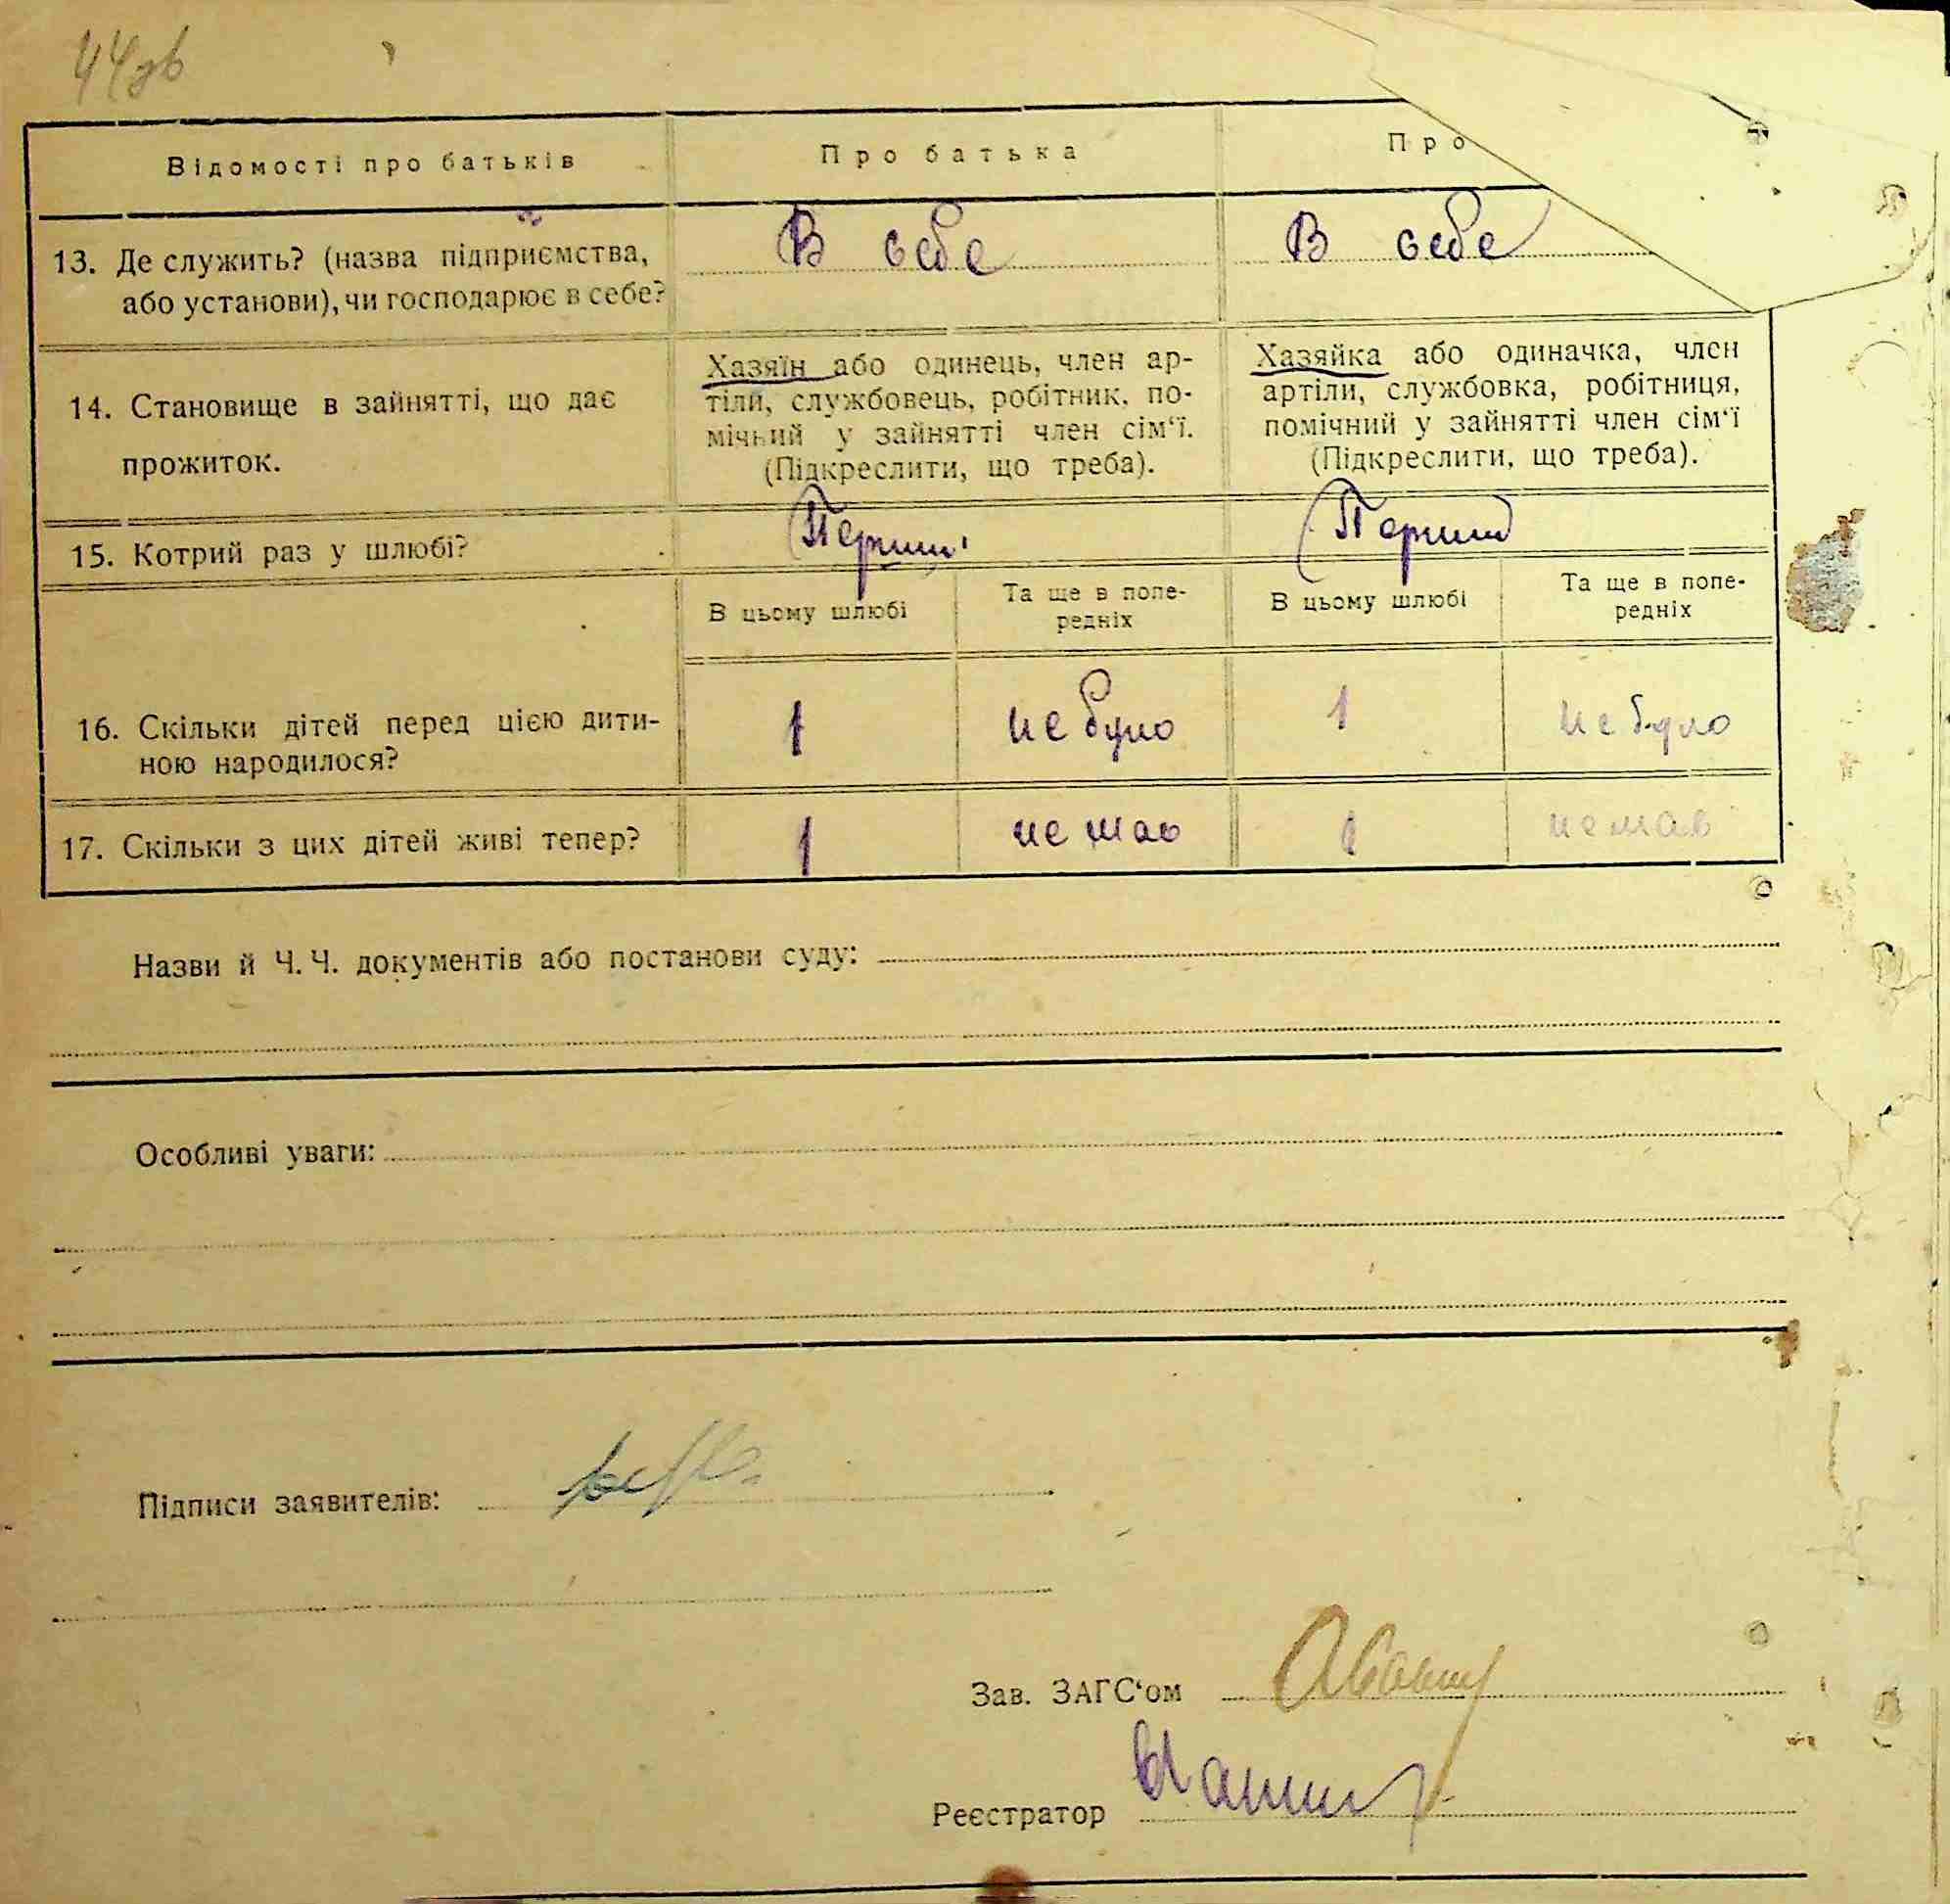 44зв
Відомості про батьків
Про батька
Про
13. Де служить? (назва підприємства,
або установи), чи господарює в себе?
В себе
В себе
14. Становище в зайнятті, що дає
прожиток.
Хазяїн або одинець, член ар-
тіли, службовець, робітник, по-
мічний у зайнятті член сім‘ї.
(Підкреслити, що треба).
Хазяйка або одиначка, член
артіли, службовка, робітниця,
помічний у зайнятті член сім‘ї
(Підкреслити, що треба).
15. Котрий раз у шлюбі?
Перший
Перший
В цьому шлюбі
Та ще в попе-
редніх
В цьому шлюбі
Та ще в попе-
редніх
16. Скільки дітей перед цією дити-
ною народилося?
1
не було
1
не було
17. Скільки з цих дітей живі тепер?
1
не має
1
немає
Назви й Ч. Ч. документів або постанови суду:
Особливі уваги:
Підписи заявителів:
Зав. ЗАГС‘ом
Реєстратор